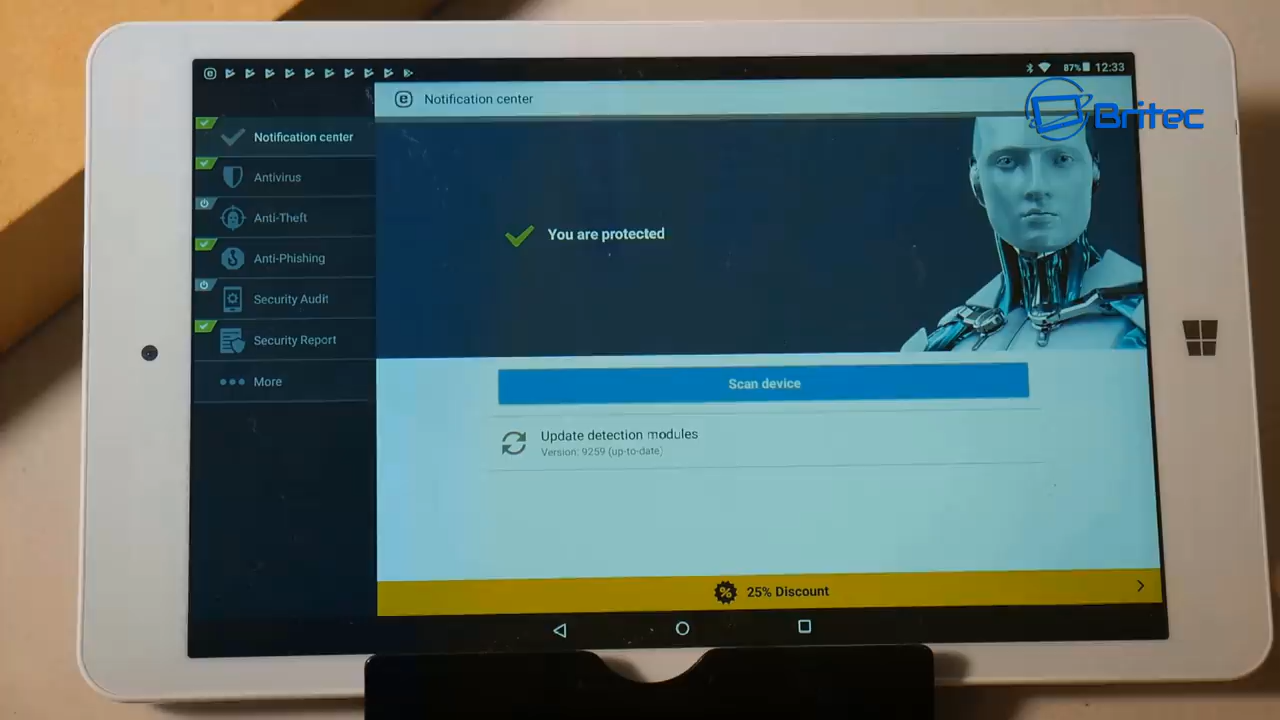 87% 12:33
Notification center
Britec
Notification center
Antivirus
Anti-Theft
Anti-Phishing
Security Audit
Security Report
More
You are protected
Scan device
Update detection modules
Version: 9259 (up-to-date)
25% Discount